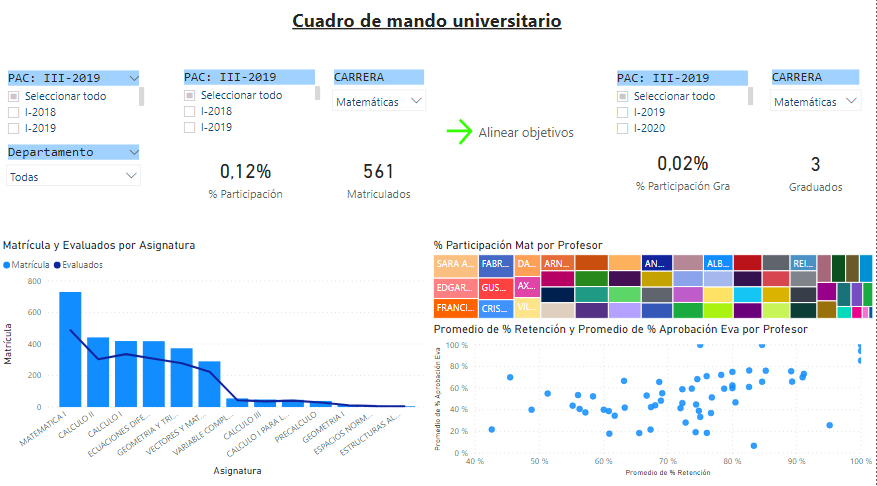 Cuadro de mando universitario
PAC: III-2019
Seleccionar todo
I-2018
I-2019
Departamento
Todas
PAC: III-2019
Seleccionar todo
I-2018
I-2019
CARRERA
Matemáticas
0,12%
% Participación
561
Matriculados
Alinear objetivos
PAC: III-2019
Seleccionar todo
I-2019
I-2020
CARRERA
Matemáticas
0,02%
% Participación Gra
3
Graduados
Matrícula y Evaluados por Asignatura
Matrícula Evaluados
Matrícula
800
600
400
200
0
MATEMATICA I
CALCULO II
CALCULO I
ECUACIONES DIFE...
GEOMETRIA Y TRI...
VECTORES Y MAT...
VARIABLE COMPL...
CALCULO III
CALCULO I PARA L...
PRECALCULO
GEOMETRIA I
ESPACIOS NORM...
ESTRUCTURAS AL...
Asignatura
% Participación Mat por Profesor
SARA A...
FABR...
DA...
ARN...
AN...
ALB...
REI...
EDGAR...
GUS...
AX...
FRANCI...
CRIS...
VIL...
Promedio de % Retención y Promedio de % Aprobación Eva por Profesor
Promedio de % Aprobación Eva
100 %
80 %
60 %
40 %
20 %
0 %
40 %
50 %
60 %
70 %
80 %
90 %
100 %
Promedio de % Retención